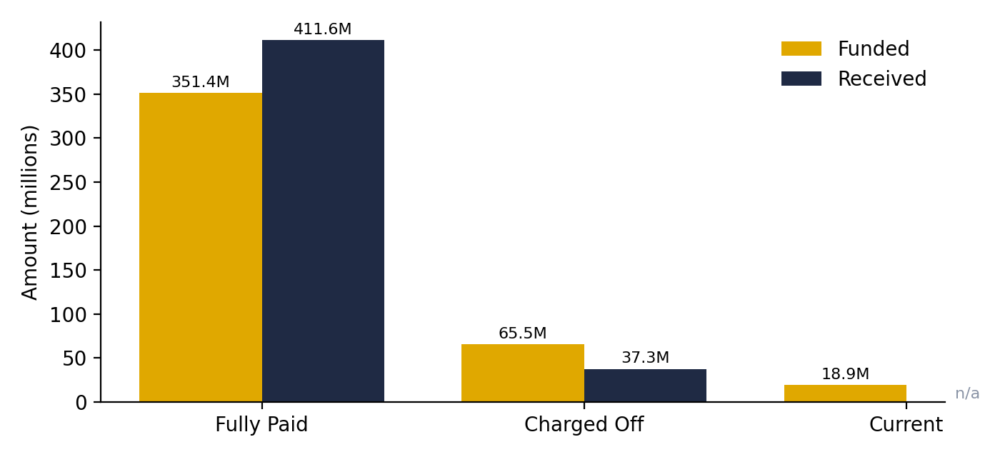 411.6M
351.4M
65.5M
37.3M
18.9M
n/a
Funded
Received
Amount (millions)
400
350
300
250
200
150
100
50
0
Fully Paid
Charged Off
Current